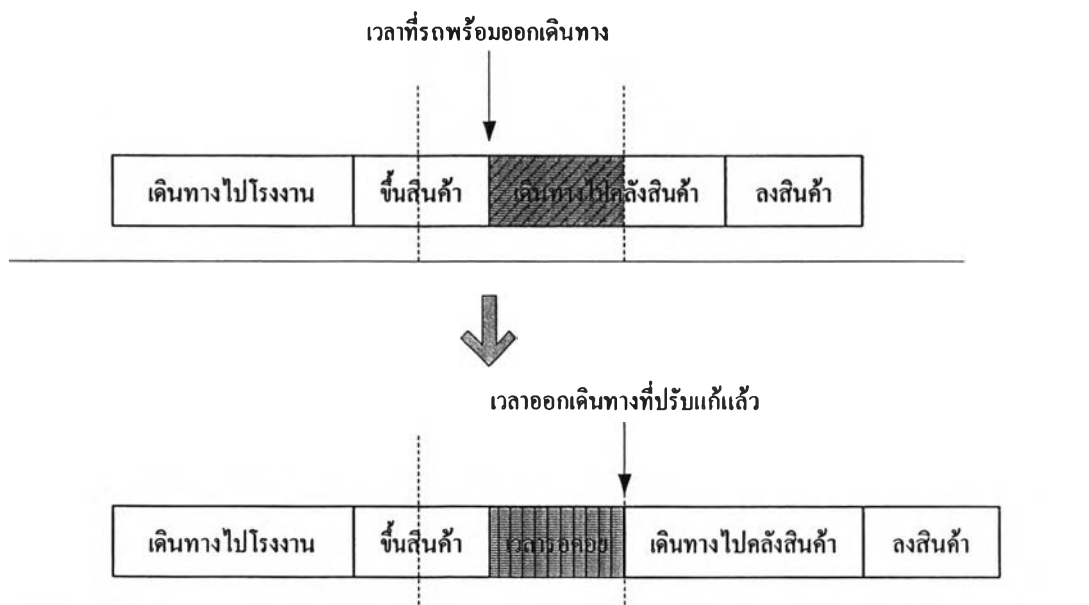 เวลาที่รถพร้อมออกเดินทาง
เดินทางไปโรงงาน ขึ้นสินค้า เดินทางไปคลังสินค้า ลงสินค้า
เวลาออกเดินทางที่ปรับแก้แล้ว
เดินทางไปโรงงาน ขึ้นสินค้า เวลารอคอย เดินทางไปคลังสินค้า ลงสินค้า